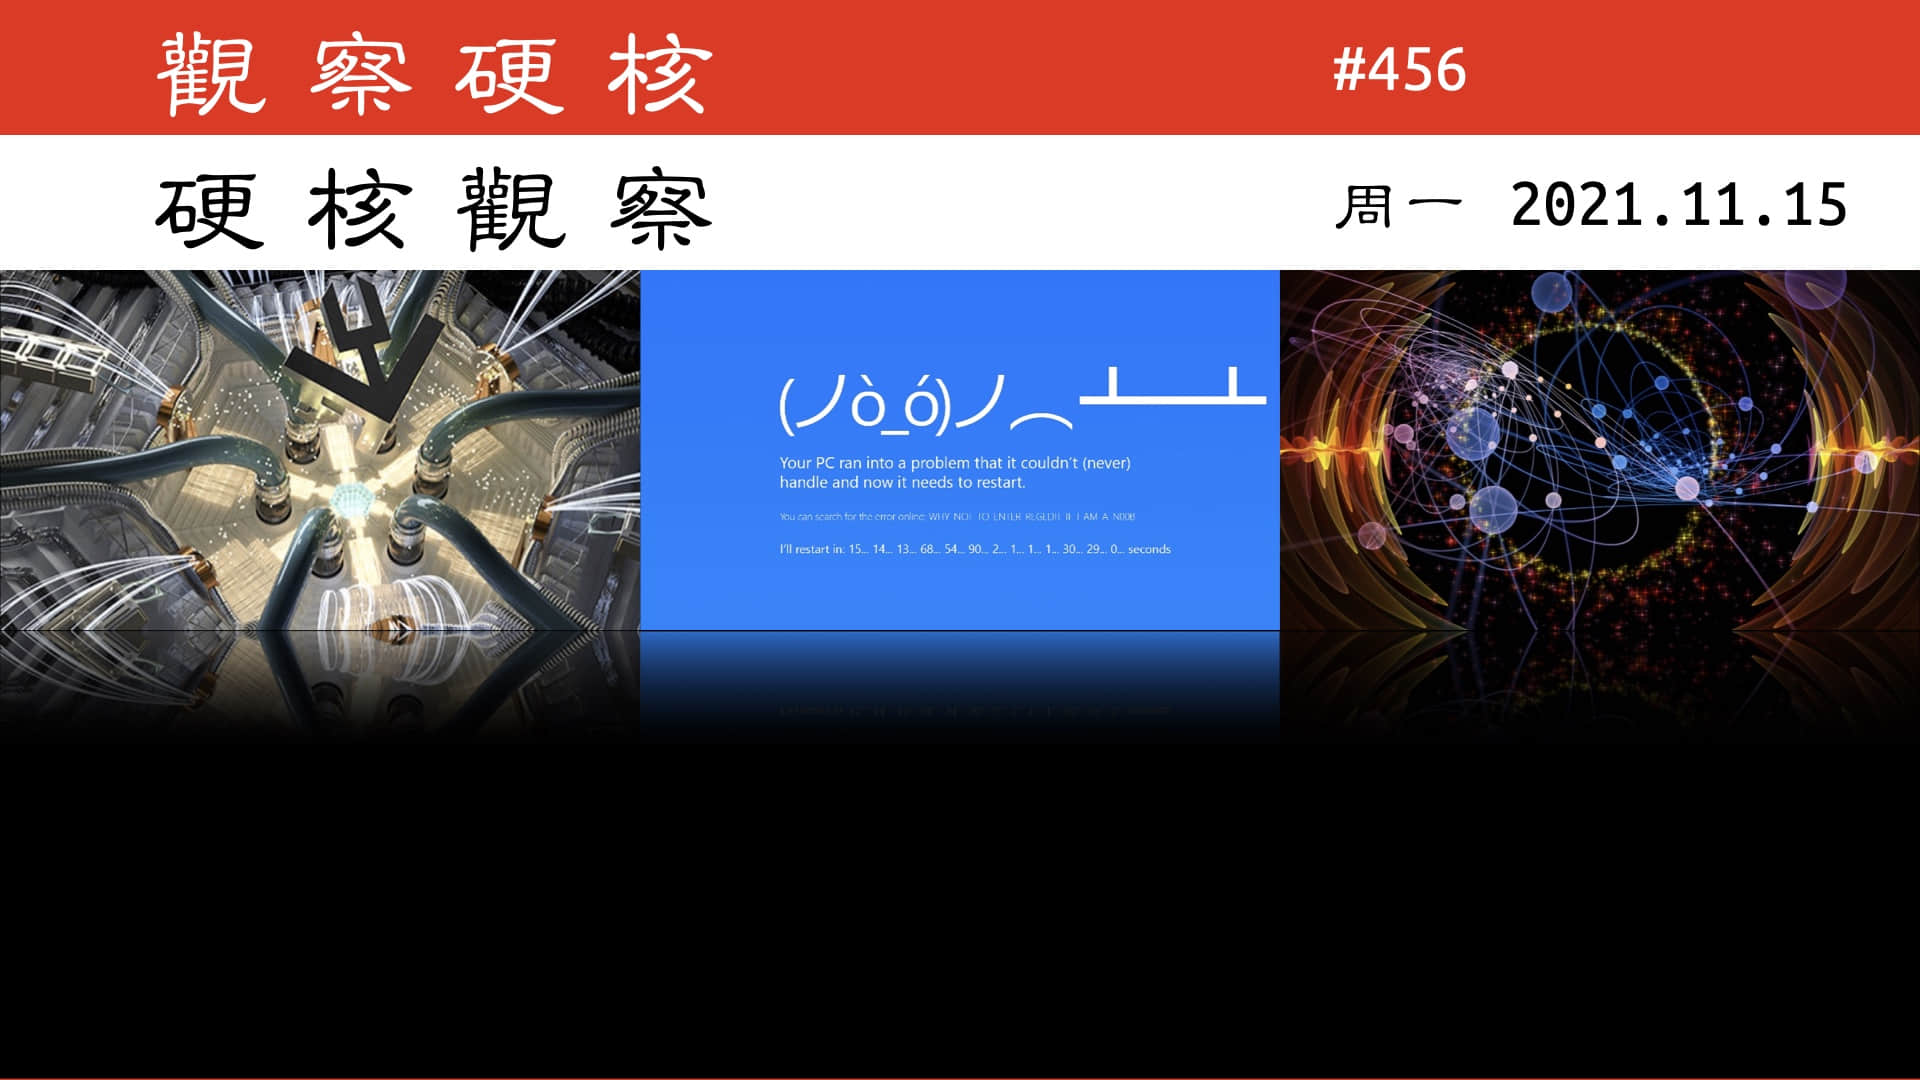 觀察硬核
#456
硬核觀察
周一 2021.11.15
(ノò_ó)ノ︵┻━┻
Your PC ran into a problem that it couldn't (never)
handle and now it needs to restart.
You can search for the error online: WHY NOT TO ENTER REGEDIT IF I AM A N00B
I'll restart in: 15... 14... 13... 68... 54... 90... 2... 1... 1... 1... 30... 29... 0... seconds